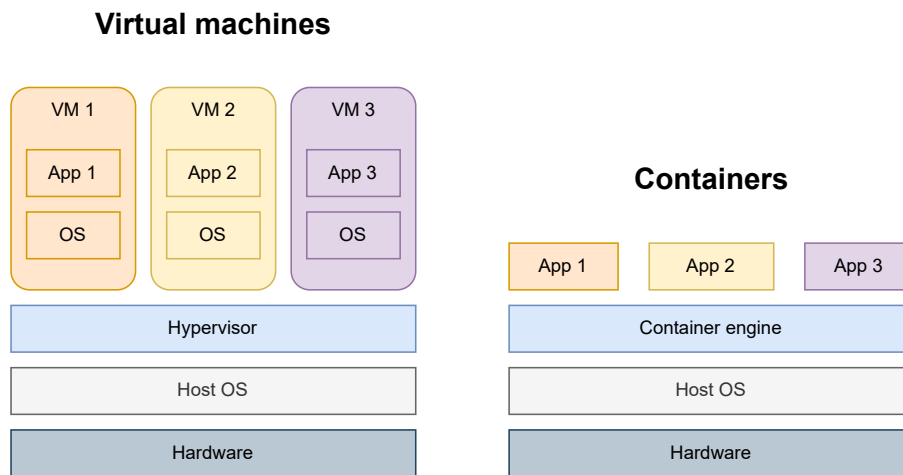 Virtual machines
VM 1
App 1
OS
VM 2
App 2
OS
VM 3
App 3
OS
Hypervisor
Host OS
Hardware
Containers
App 1
App 2
App 3
Container engine
Host OS
Hardware